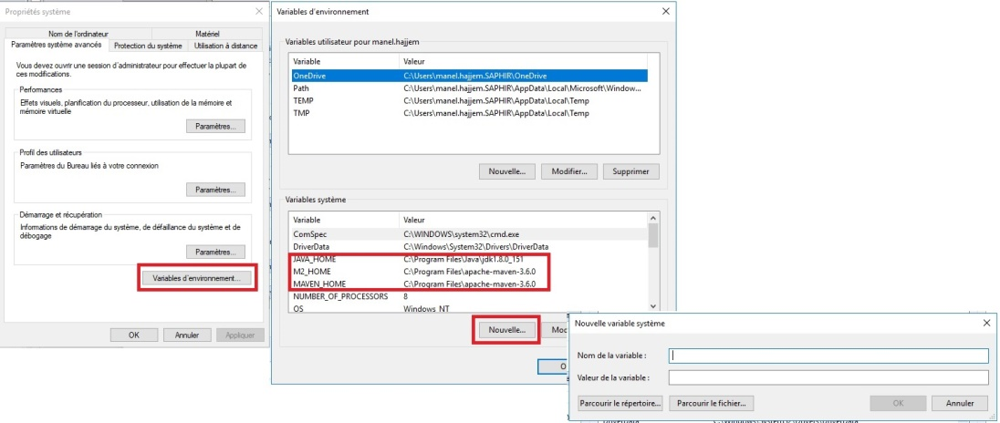 Propriétés système
Nom de l'ordinateur Matériel
Paramètres système avancés Protection du système Utilisation à distance
Vous devez ouvrir une session d'administrateur pour effectuer la plupart de
ces modifications.
Performances
Effets visuels, planification du processeur, utilisation de la mémoire et
mémoire virtuelle
Paramètres...
Profil des utilisateurs
Paramètres du Bureau liés à votre connexion
Paramètres...
Démarrage et récupération
Informations de démarrage du système, de défaillance du système et de
débogage
Paramètres...
Variables d'environnement...
OK Annuler Appliquer
Variables d'environnement
Variables utilisateur pour manel.hajjem
Variable Valeur
OneDrive C:\Users\manel.hajjem.SAPHIR\OneDrive
Path C:\Users\manel.hajjem.SAPHIR\AppData\Local\Microsoft\Window...
TEMP C:\Users\manel.hajjem.SAPHIR\AppData\Local\Temp
TMP C:\Users\manel.hajjem.SAPHIR\AppData\Local\Temp
Nouvelle... Modifier... Supprimer
Variables système
Variable Valeur
ComSpec C:\WINDOWS\system32\cmd.exe
DriverData C:\Windows\System32\Drivers\DriverData
JAVA_HOME C:\Program Files\Java\jdk1.8.0_151
M2_HOME C:\Program Files\apache-maven-3.6.0
MAVEN_HOME C:\Program Files\apache-maven-3.6.0
NUMBER_OF_PROCESSORS 8
OS Windows_NT
Nouvelle...
Nouvelle variable système
Nom de la variable :
Valeur de la variable :
Parcourir le répertoire... Parcourir le fichier... OK Annuler